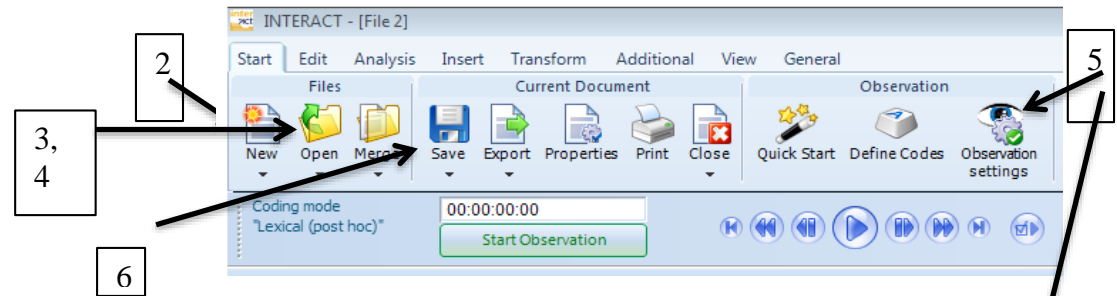 INTERACT - [File 2]
Start Edit Analysis Insert Transform Additional View General
Files Current Document Observation
New Open Merge Save Export Properties Print Close Quick Start Define Codes Observation settings
Coding mode
"Lexical (post hoc)"
00:00:00:00
Start Observation
2
3,
4
5
6